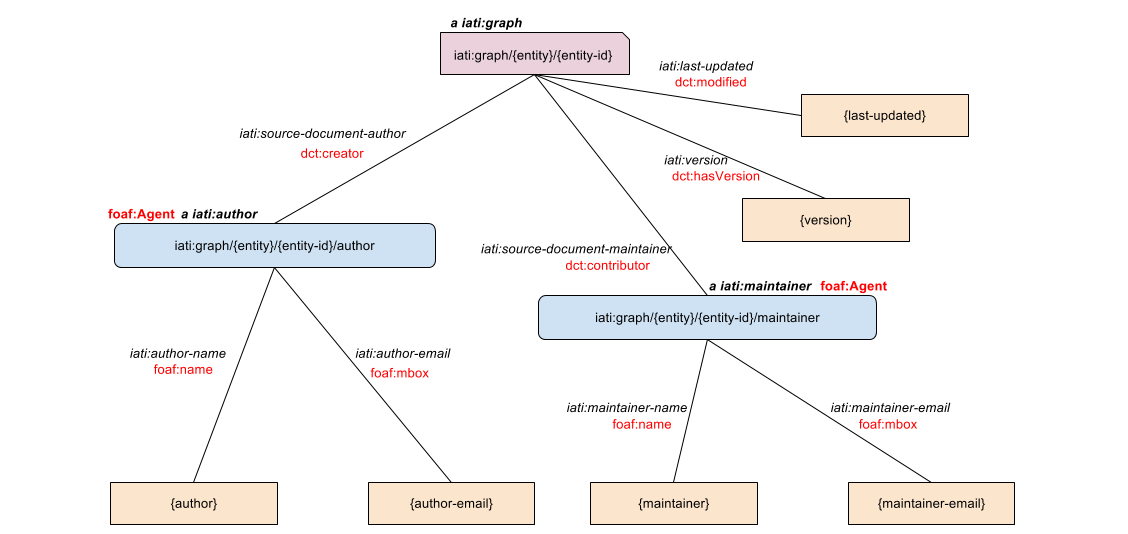 a iati:graph
iati:graph/{entity}/{entity-id}
iati:last-updated
dct:modified
{last-updated}
iati:source-document-author
dct:creator
iati:version
dct:hasVersion
{version}
foaf:Agent a iati:author
iati:graph/{entity}/{entity-id}/author
iati:source-document-maintainer
dct:contributor
a iati:maintainer foaf:Agent
iati:graph/{entity}/{entity-id}/maintainer
iati:author-name
foaf:name
iati:author-email
foaf:mbox
iati:maintainer-name
foaf:name
iati:maintainer-email
foaf:mbox
{author}
{author-email}
{maintainer}
{maintainer-email}